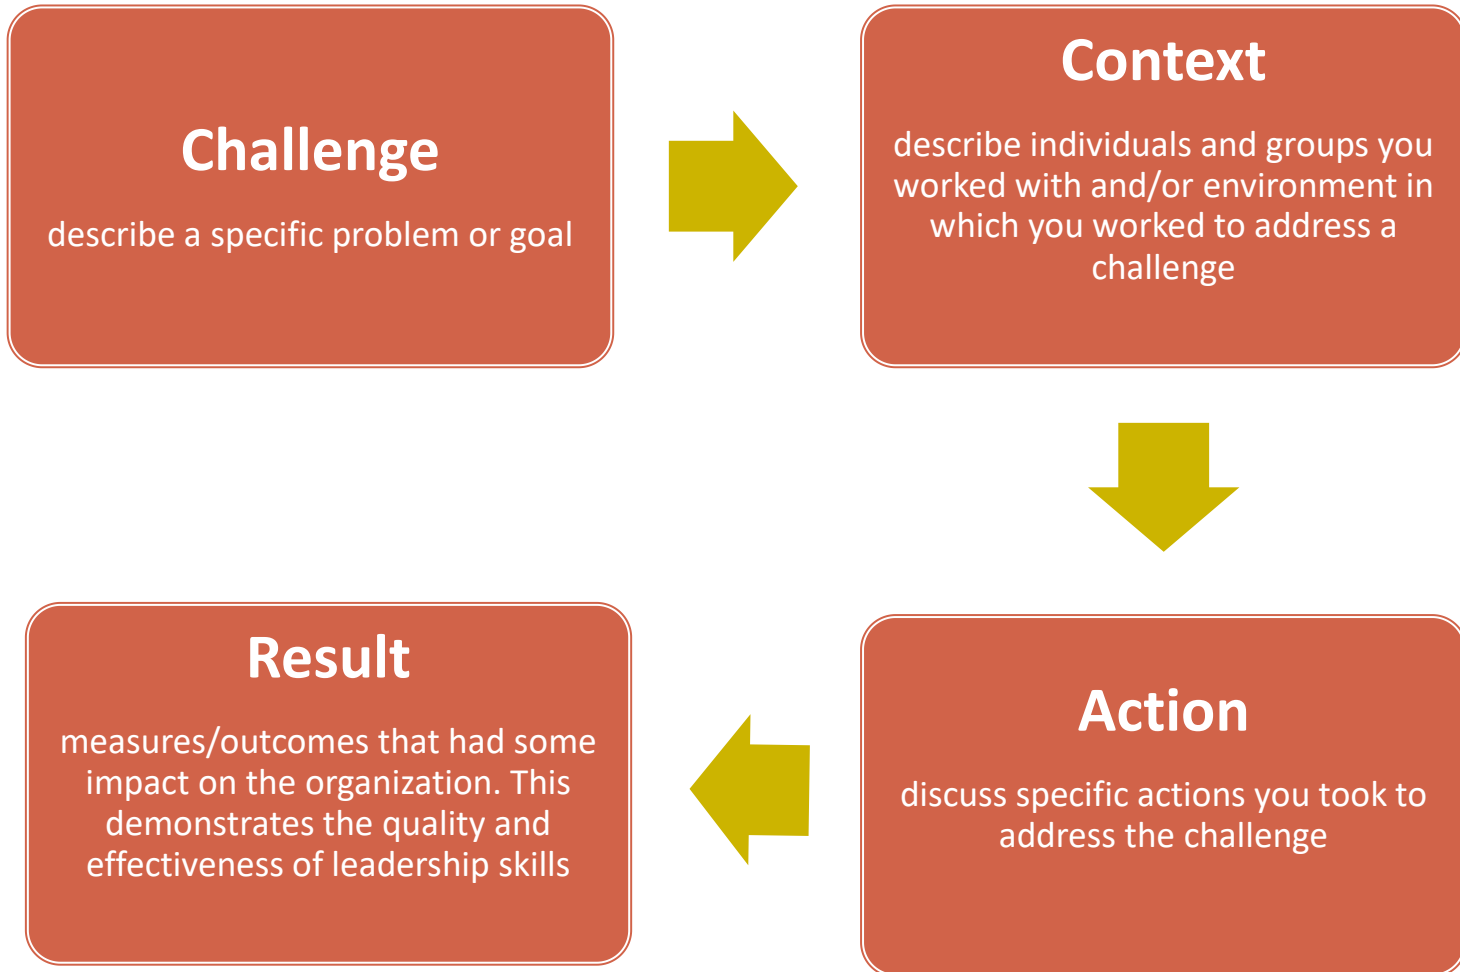 Challenge
describe a specific problem or goal
Context
describe individuals and groups you
worked with and/or environment in
which you worked to address a
challenge
Action
discuss specific actions you took to
address the challenge
Result
measures/outcomes that had some
impact on the organization. This
demonstrates the quality and
effectiveness of leadership skills